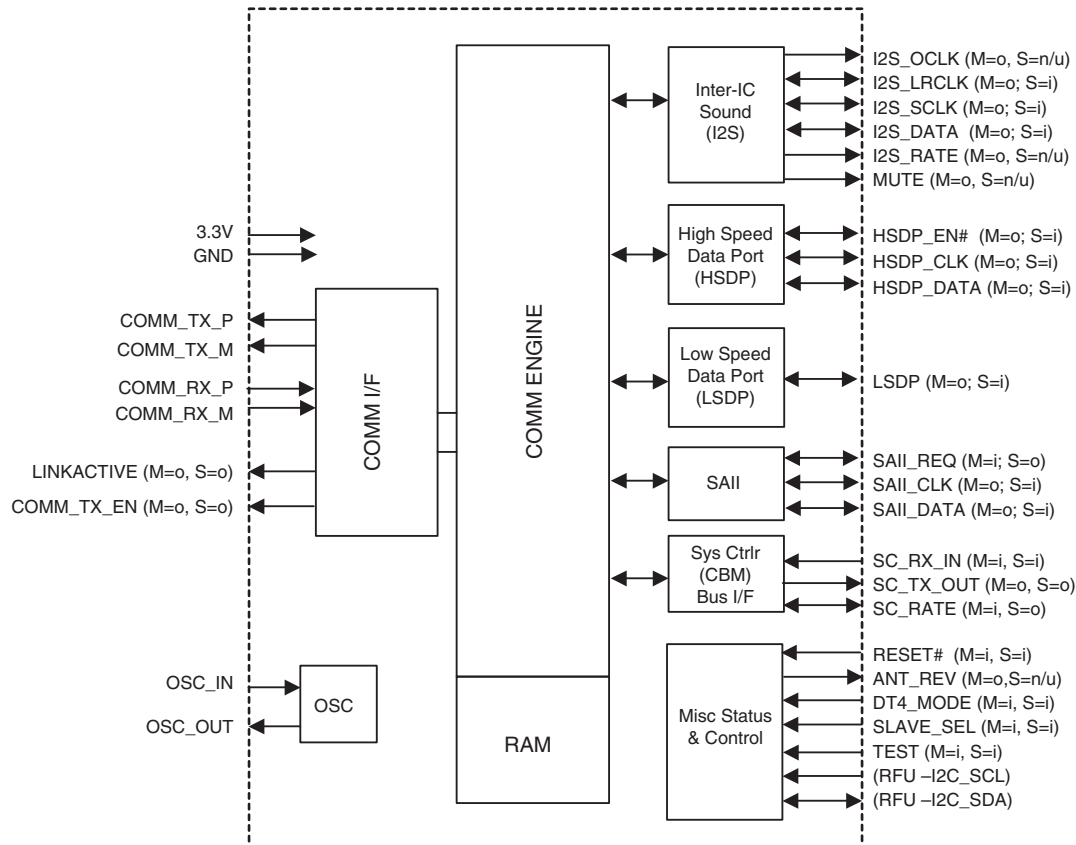 3.3V
GND
COMM_TX_P
COMM_TX_M
COMM_RX_P
COMM_RX_M
LINKACTIVE (M=o, S=o)
COMM_TX_EN (M=o, S=o)
OSC_IN
OSC_OUT
COMM I/F
OSC
COMM ENGINE
RAM
Inter-IC
Sound
(I2S)
I2S_OCLK (M=o, S=n/u)
I2S_LRCLK (M=o; S=i)
I2S_SCLK (M=o; S=i)
I2S_DATA (M=o; S=i)
I2S_RATE (M=o, S=n/u)
MUTE (M=o, S=n/u)
High Speed
Data Port
(HSDP)
HSDP_EN# (M=o; S=i)
HSDP_CLK (M=o; S=i)
HSDP_DATA (M=o; S=i)
Low Speed
Data Port
(LSDP)
LSDP (M=o; S=i)
SAII
SAII_REQ (M=i; S=o)
SAII_CLK (M=o; S=i)
SAII_DATA (M=o; S=i)
Sys Ctrlr
(CBM)
Bus I/F
SC_RX_IN (M=i, S=i)
SC_TX_OUT (M=o, S=o)
SC_RATE (M=i, S=o)
Misc Status
& Control
RESET# (M=i, S=i)
ANT_REV (M=o,S=n/u)
DT4_MODE (M=i, S=i)
SLAVE_SEL (M=i, S=i)
TEST (M=i, S=i)
(RFU –I2C_SCL)
(RFU –I2C_SDA)